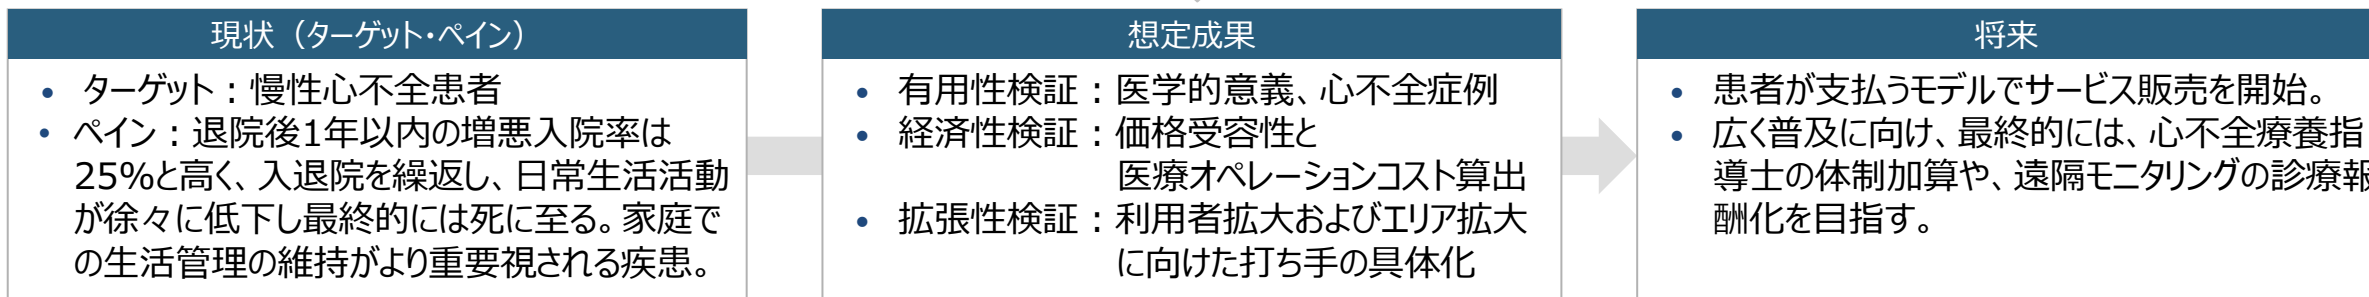 現状（ターゲット・ペイン）
• ターゲット：慢性心不全患者
• ペイン：退院後1年以内の増悪入院率は
25%と高く、入退院を繰返し、日常生活活動
が徐々に低下し最終的には死に至る。家庭で
の生活管理の維持がより重要視される疾患。
想定成果
• 有用性検証：医学的意義、心不全症例
• 経済性検証：価格受容性と
医療オペレーションコスト算出
• 拡張性検証：利用者拡大およびエリア拡大
に向けた打ち手の具体化
将来
• 患者が支払うモデルでサービス販売を開始。
• 広く普及に向け、最終的には、心不全療養指
導士の体制加算や、遠隔モニタリングの診療報
酬化を目指す。